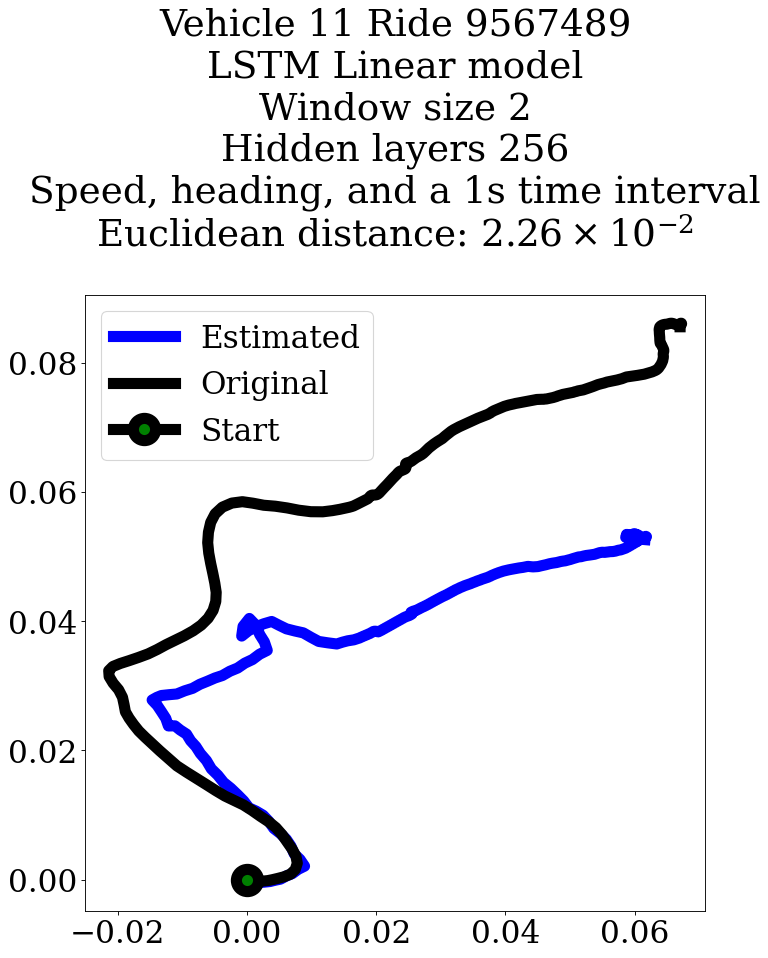 Vehicle 11 Ride 9567489
LSTM Linear model
Window size 2
Hidden layers 256
Speed, heading, and a 1s time interval
Euclidean distance: 2.26 × 10⁻²
Estimated
Original
Start
0.08
0.06
0.04
0.02
0.00
−0.02 0.00 0.02 0.04 0.06